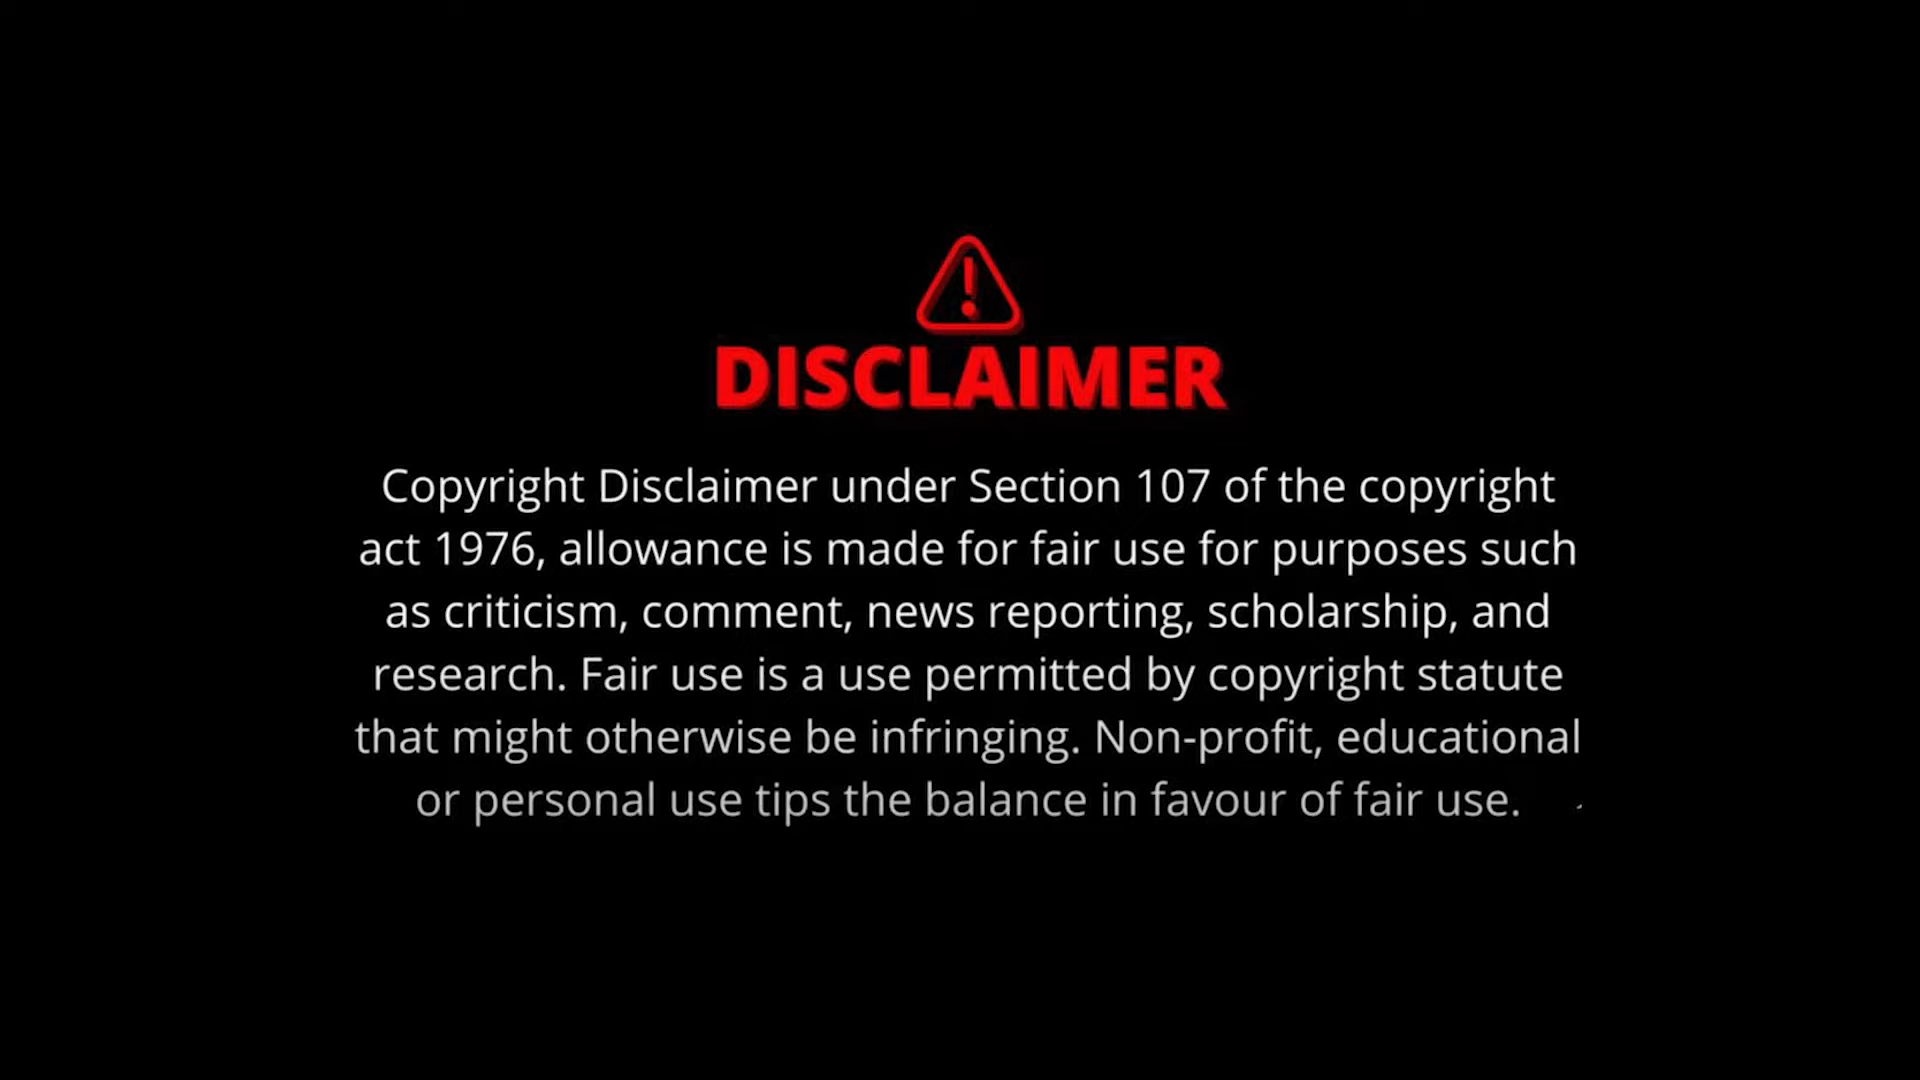 DISCLAIMER
Copyright Disclaimer under Section 107 of the copyright
act 1976, allowance is made for fair use for purposes such
as criticism, comment, news reporting, scholarship, and
research. Fair use is a use permitted by copyright statute
that might otherwise be infringing. Non-profit, educational
or personal use tips the balance in favour of fair use.